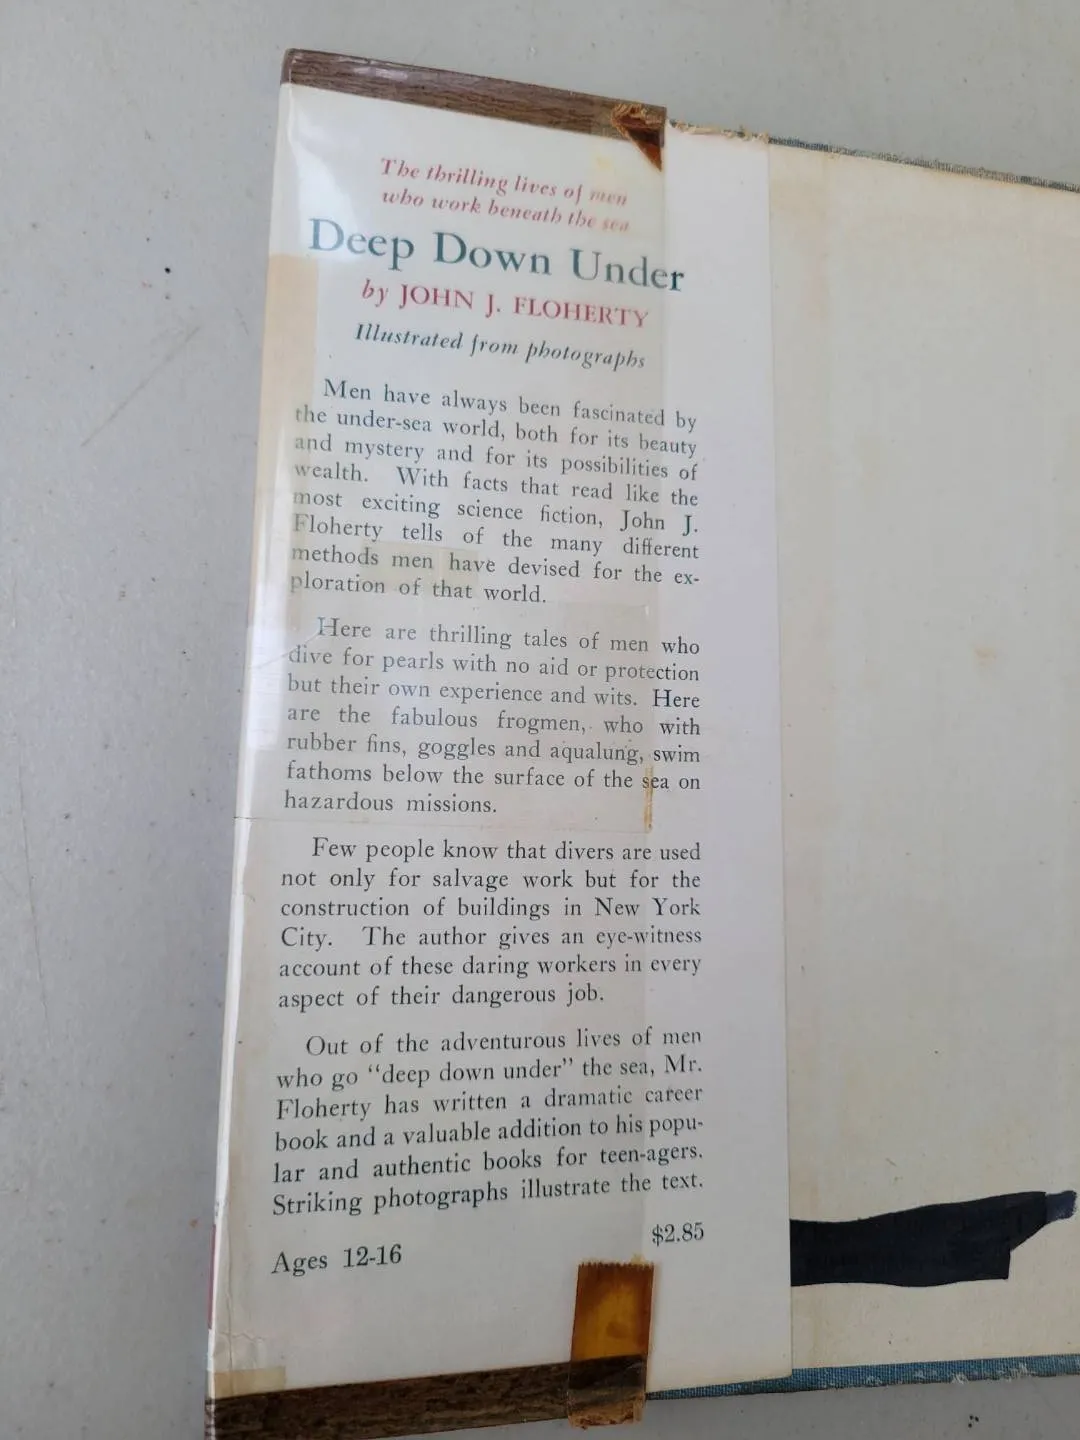 The thrilling lives of men
who work beneath the sea
Deep Down Under
by JOHN J. FLOHERTY
Illustrated from photographs
Men have always been fascinated by
the under-sea world, both for its beauty
and mystery and for its possibilities of
wealth. With facts that read like the
most exciting science fiction, John J.
Floherty tells of the many different
methods men have devised for the ex-
ploration of that world.
Here are thrilling tales of men who
dive for pearls with no aid or protection
but their own experience and wits. Here
are the fabulous frogmen, who with
rubber fins, goggles and aqualung, swim
fathoms below the surface of the sea on
hazardous missions.
Few people know that divers are used
not only for salvage work but for the
construction of buildings in New York
City. The author gives an eye-witness
account of these daring workers in every
aspect of their dangerous job.
Out of the adventurous lives of men
who go "deep down under" the sea, Mr.
Floherty has written a dramatic career
book and a valuable addition to his popu-
lar and authentic books for teen-agers.
Striking photographs illustrate the text.
$2.85
Ages 12-16